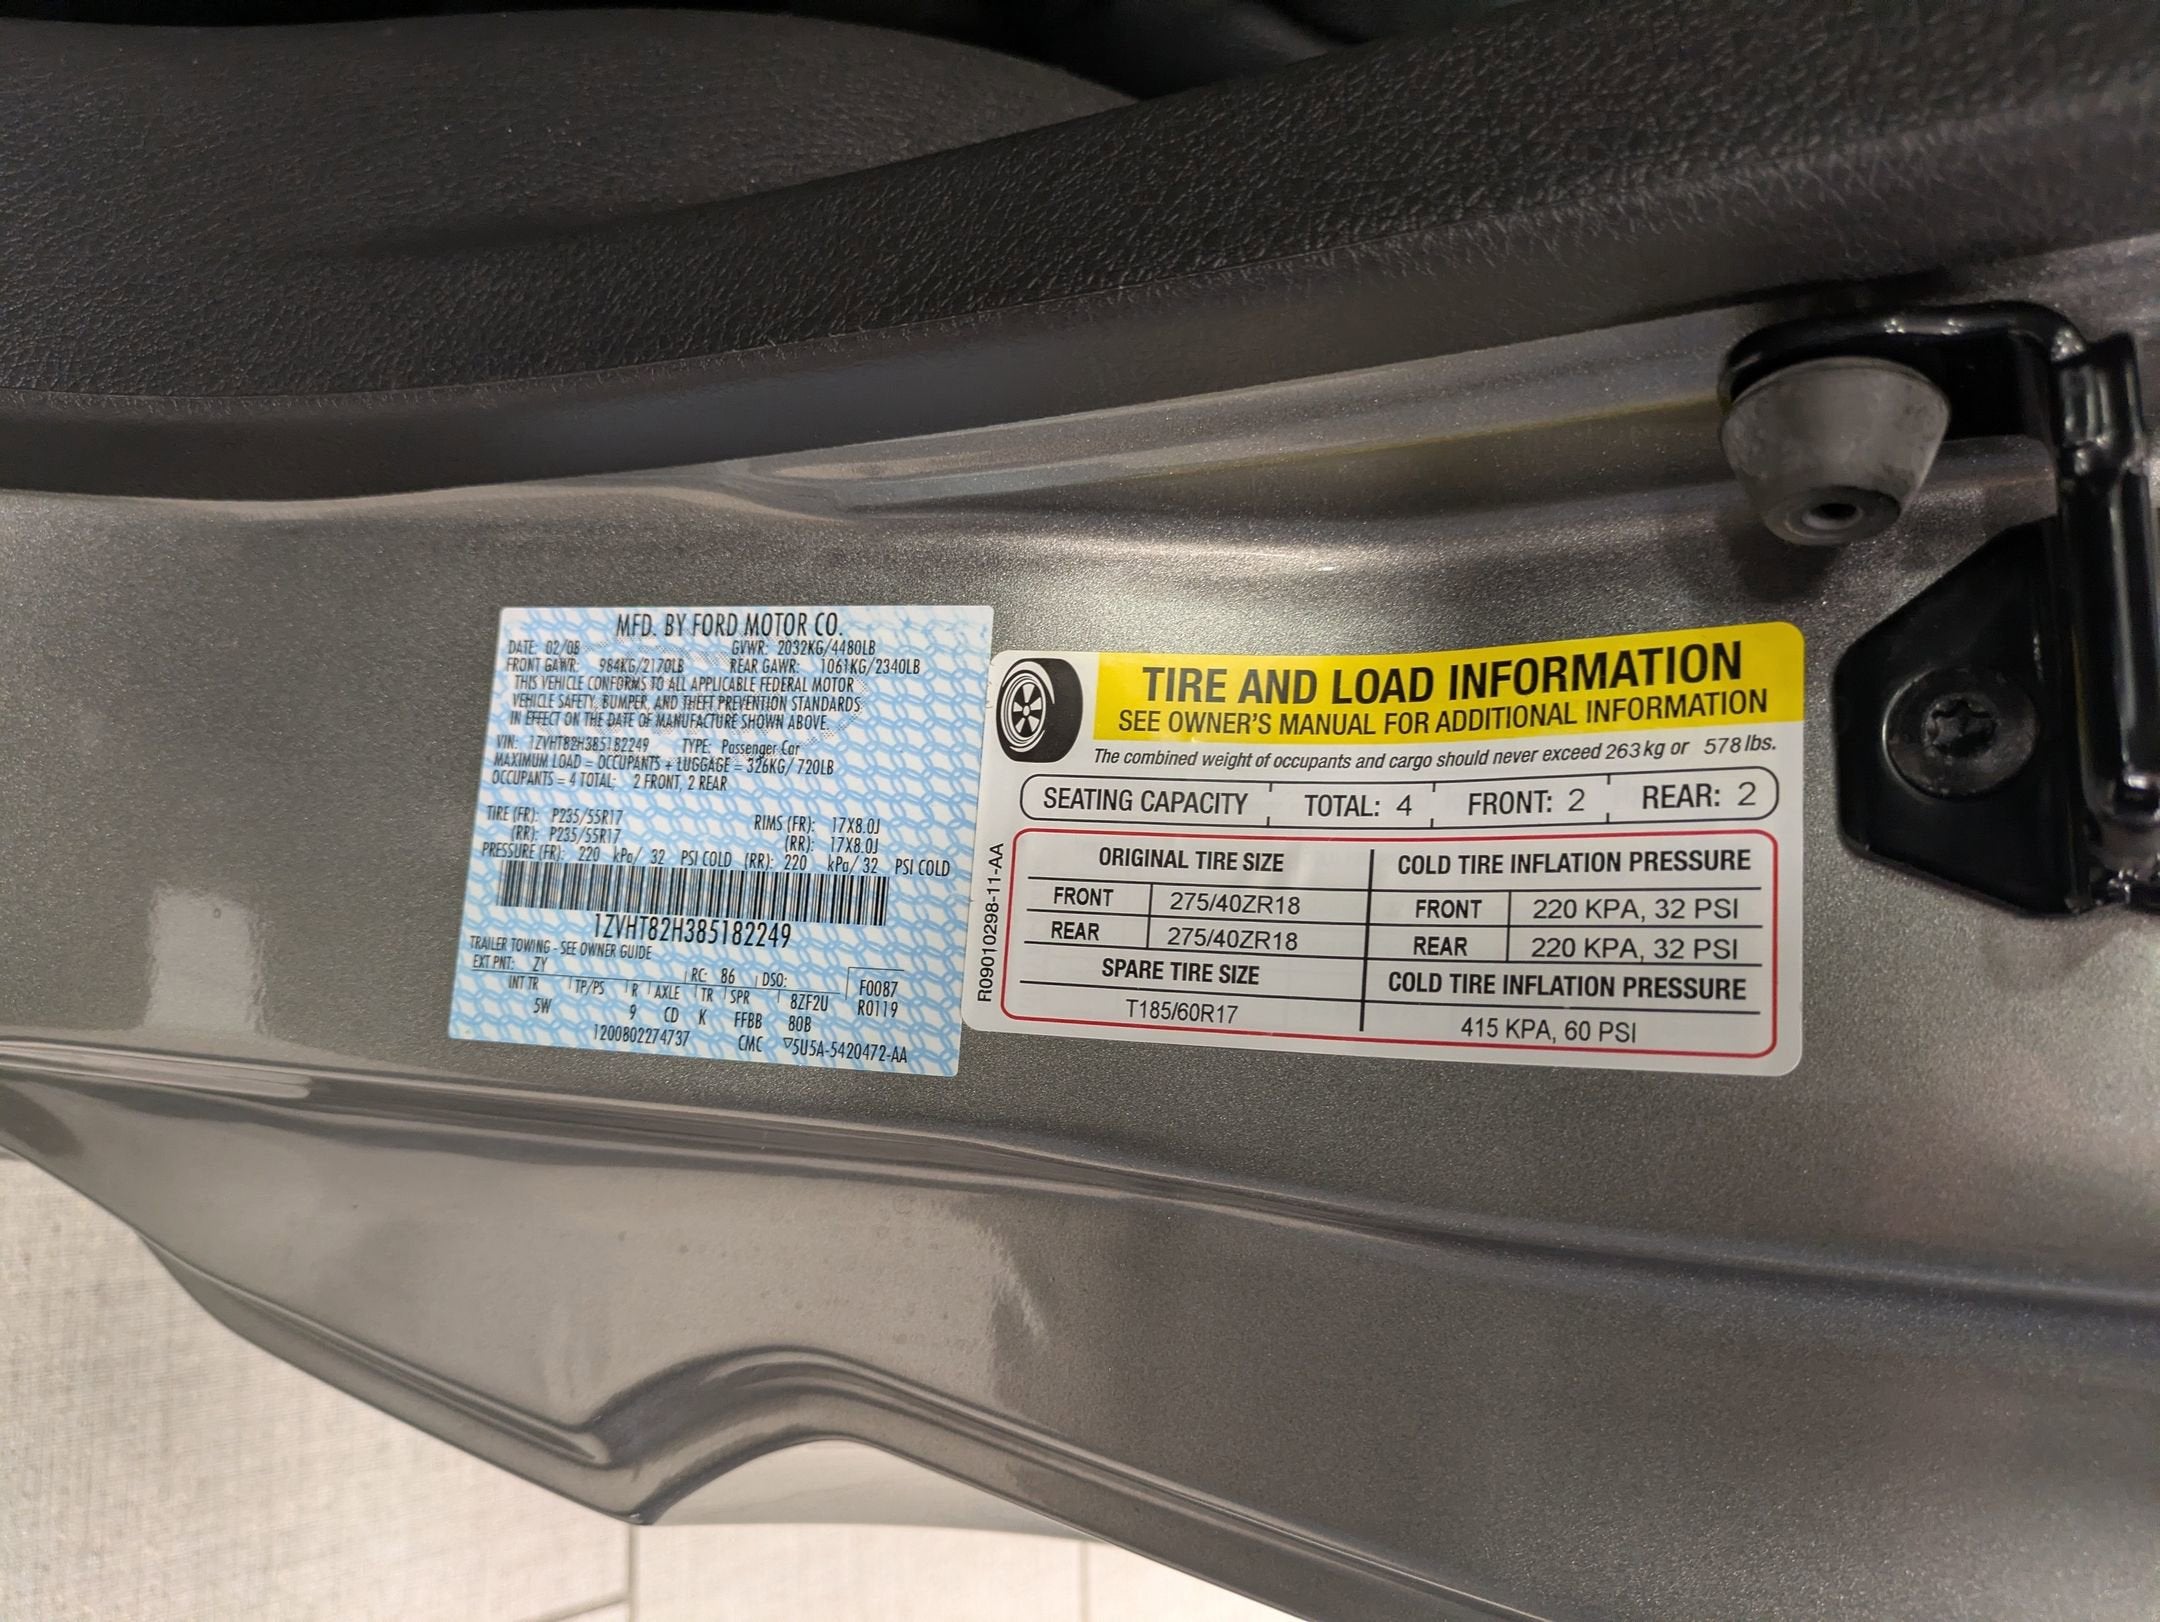 MFD. BY FORD MOTOR CO.
DATE: 02/08 GVWR: 2032KG/4480LB
FRONT GAWR: 984KG/2170LB REAR GAWR: 1061KG/2340LB
THIS VEHICLE CONFORMS TO ALL APPLICABLE FEDERAL MOTOR
VEHICLE SAFETY, BUMPER, AND THEFT PREVENTION STANDARDS
IN EFFECT ON THE DATE OF MANUFACTURE SHOWN ABOVE.
VIN: 1ZVHT82H385182249 TYPE: Passenger Car
MAXIMUM LOAD = OCCUPANTS + LUGGAGE = 326KG/ 720LB
OCCUPANTS = 4 TOTAL; 2 FRONT, 2 REAR
TIRE (FR): P235/55R17 RIMS (FR): 17X8.0J
(RR): P235/55R17 (RR): 17X8.0J
PRESSURE (FR): 220 kPa/ 32 PSI COLD (RR): 220 kPa/ 32 PSI COLD
1ZVHT82H385182249
TRAILER TOWING - SEE OWNER GUIDE
EXT PNT: ZY RC: 86 DSO: F0087
INT TR TP/PS R AXLE TR SPR 8ZF2U R0119
5W 9 CD K FFBB 80B
1200802274737 CMC ▽5U5A-5420472-AA
TIRE AND LOAD INFORMATION
SEE OWNER'S MANUAL FOR ADDITIONAL INFORMATION
The combined weight of occupants and cargo should never exceed 263 kg or 578 lbs.
SEATING CAPACITY TOTAL: 4 FRONT: 2 REAR: 2
ORIGINAL TIRE SIZE COLD TIRE INFLATION PRESSURE
FRONT 275/40ZR18 FRONT 220 KPA, 32 PSI
REAR 275/40ZR18 REAR 220 KPA, 32 PSI
SPARE TIRE SIZE COLD TIRE INFLATION PRESSURE
T185/60R17 415 KPA, 60 PSI
R09010298-11-AA